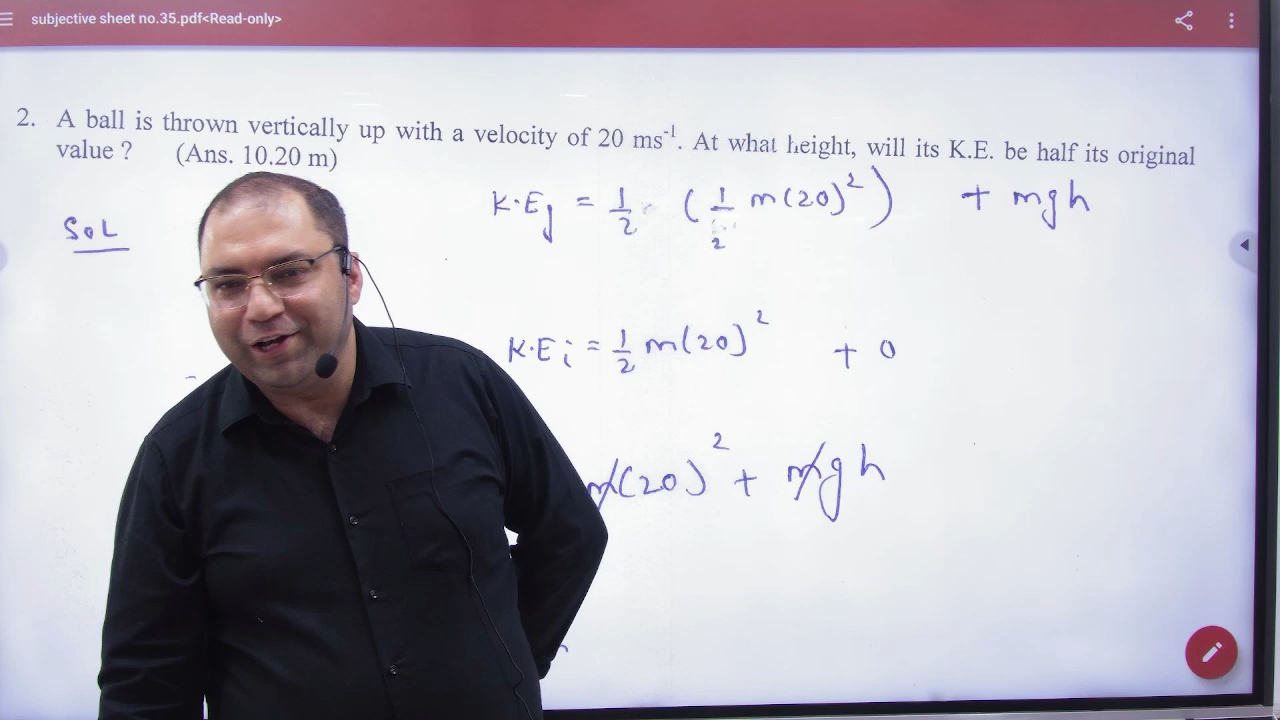 subjective sheet no.35.pdf<Read-only>
2. A ball is thrown vertically up with a velocity of 20 ms⁻¹. At what height, will its K.E. be half its original
value ? (Ans. 10.20 m)
K.E𝑓 = 1/2 (1/2 m(20)²) + mgh
Sol
K.Ei = 1/2 m(20)² + 0
m(20)² + mgh